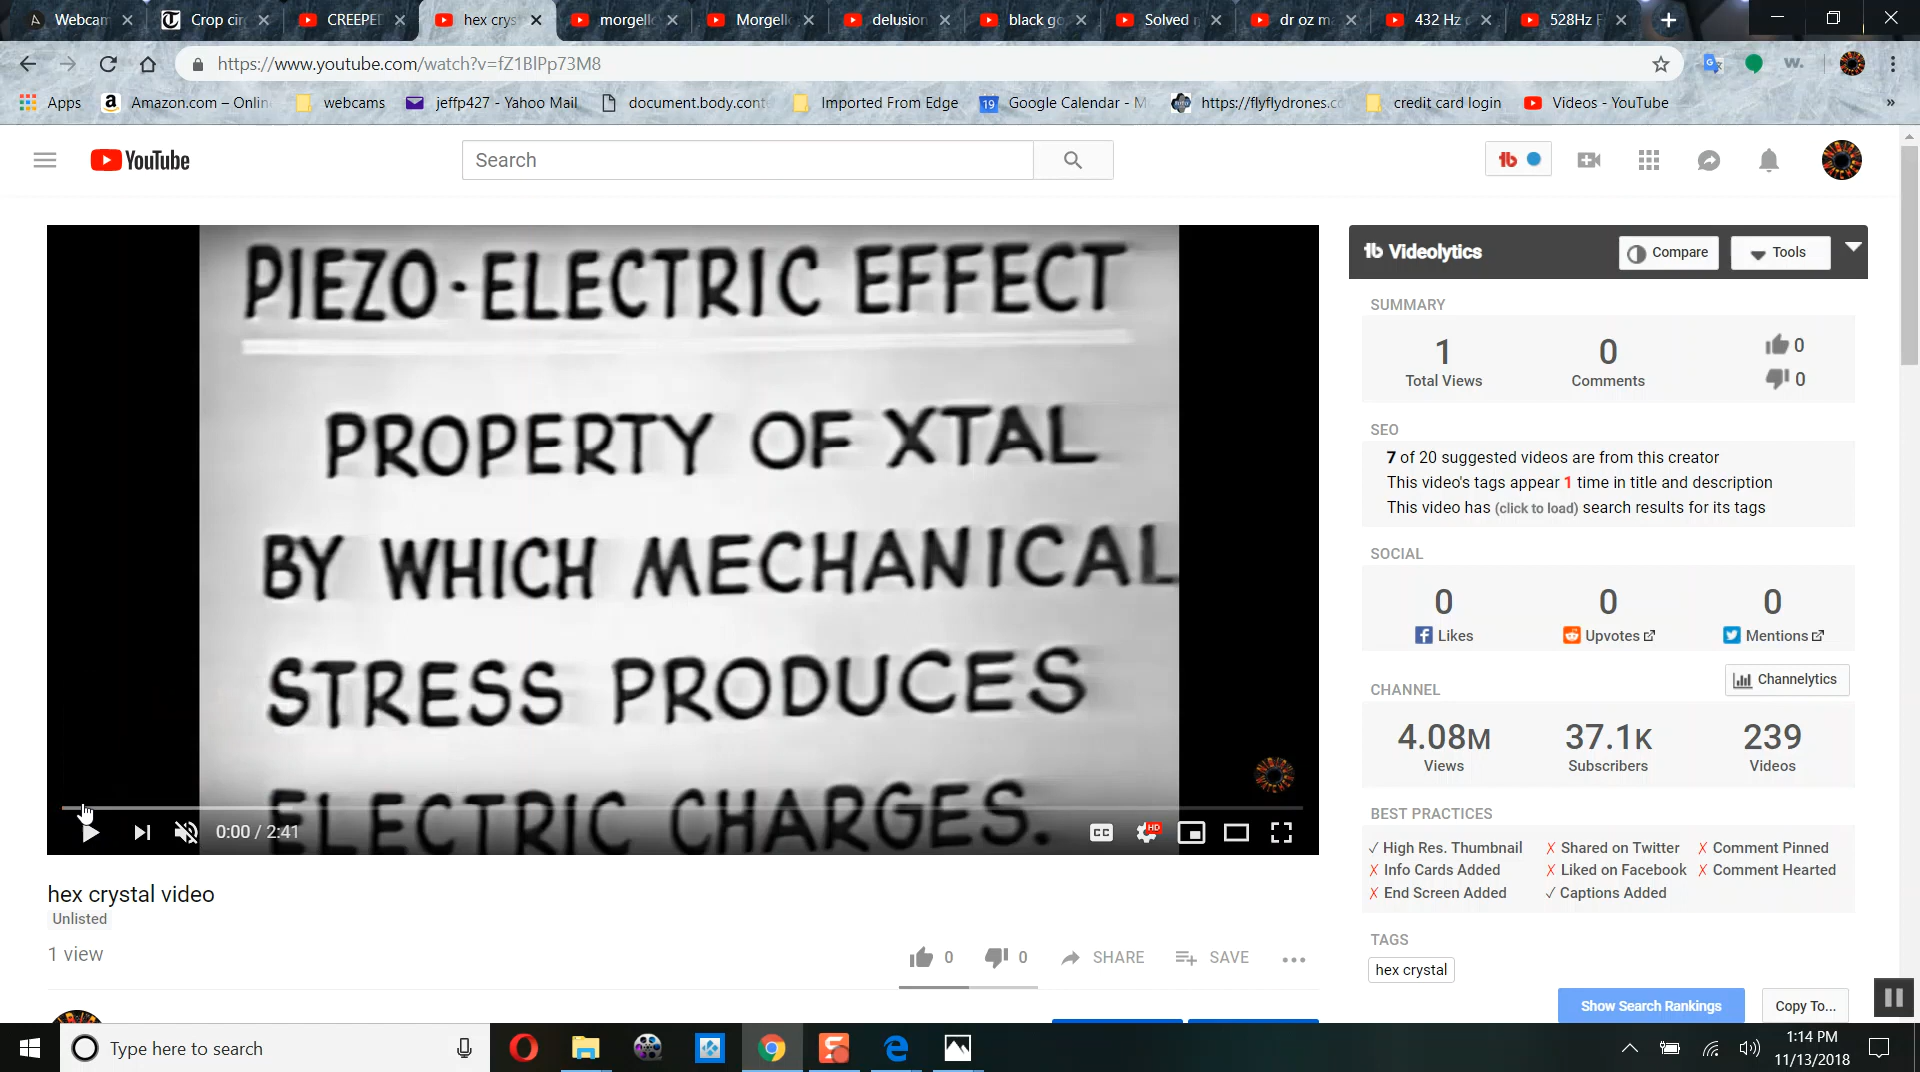 Webcam
Crop cir
CREEPED
hex crys
morgell
Morgello
delusion
black go
Solved
dr oz m
432 Hz
528Hz F
https://www.youtube.com/watch?v=fZ1BlPp73M8
w.
Apps
Amazon.com – Onlin
webcams
jeffp427 - Yahoo Mail
document.body.cont
Imported From Edge
19
Google Calendar - M
https://flyflydrones.c
credit card login
Videos - YouTube
»
YouTube
Search
tb
PIEZO-ELECTRIC EFFECT
PROPERTY OF XTAL
BY WHICH MECHANICAL
STRESS PRODUCES
ELECTRIC CHARGES.
0:00 / 2:41
CC
HD
hex crystal video
Unlisted
1 view
0
0
SHARE
SAVE
tb Videolytics
Compare
Tools
SUMMARY
1
Total Views
0
Comments
0
0
SEO
7 of 20 suggested videos are from this creator
This video's tags appear 1 time in title and description
This video has (click to load) search results for its tags
SOCIAL
0
Likes
0
Upvotes
0
Mentions
CHANNEL
Channelytics
4.08M
Views
37.1K
Subscribers
239
Videos
BEST PRACTICES
✓ High Res. Thumbnail
✗ Shared on Twitter
✗ Comment Pinned
✗ Info Cards Added
✗ Liked on Facebook
✗ Comment Hearted
✗ End Screen Added
✓ Captions Added
TAGS
hex crystal
Show Search Rankings
Copy To...
Type here to search
1:14 PM
11/13/2018